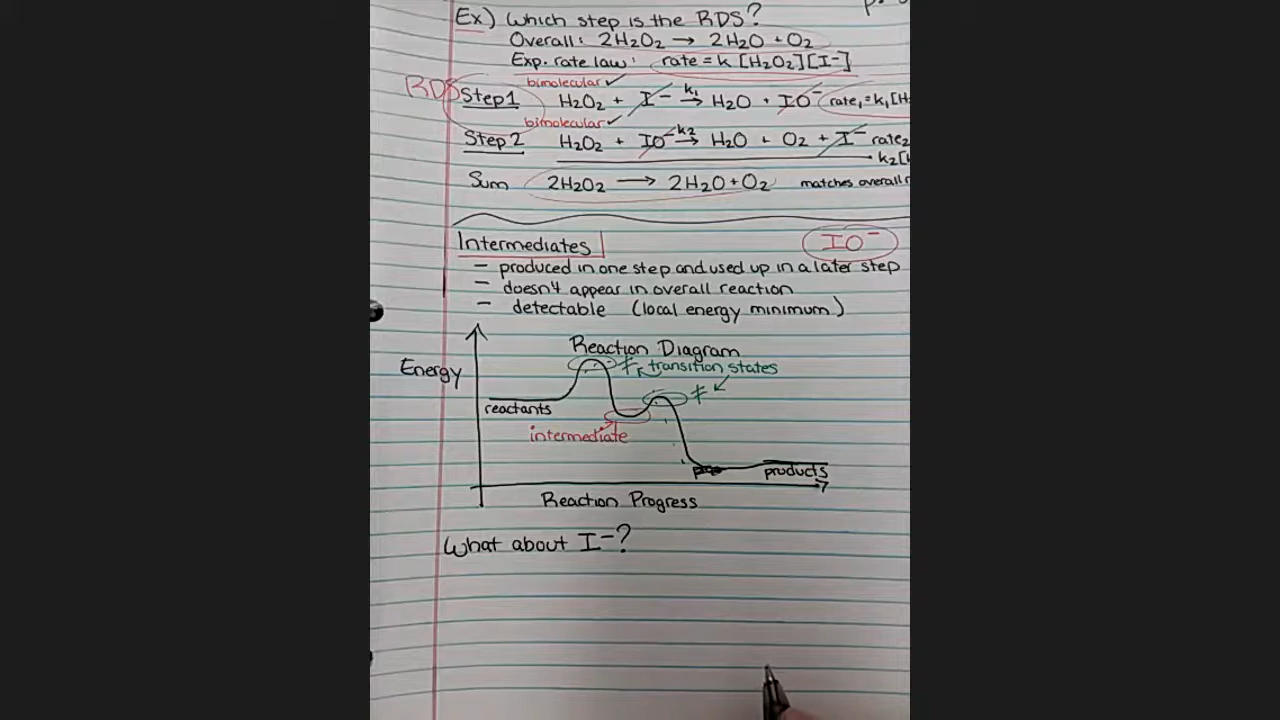 Ex) Which step is the RDS?
Overall: 2H₂O₂ → 2H₂O + O₂
Exp. rate law: rate = k [H₂O₂][I⁻]
bimolecular ✓
RDS Step 1 H₂O₂ + I⁻ →k₁ H₂O + IO⁻ rate₁ = k₁[H
bimolecular ✓
Step 2 H₂O₂ + IO⁻ →k₂ H₂O + O₂ + I⁻ rate₂
k₂[
Sum 2H₂O₂ → 2H₂O + O₂ matches overall
Intermediates IO⁻
- produced in one step and used up in a later step
- doesn't appear in overall reaction
- detectable (local energy minimum)
Reaction Diagram
Energy ‡ transition states
‡
reactants
intermediate
products
Reaction Progress
What about I⁻?